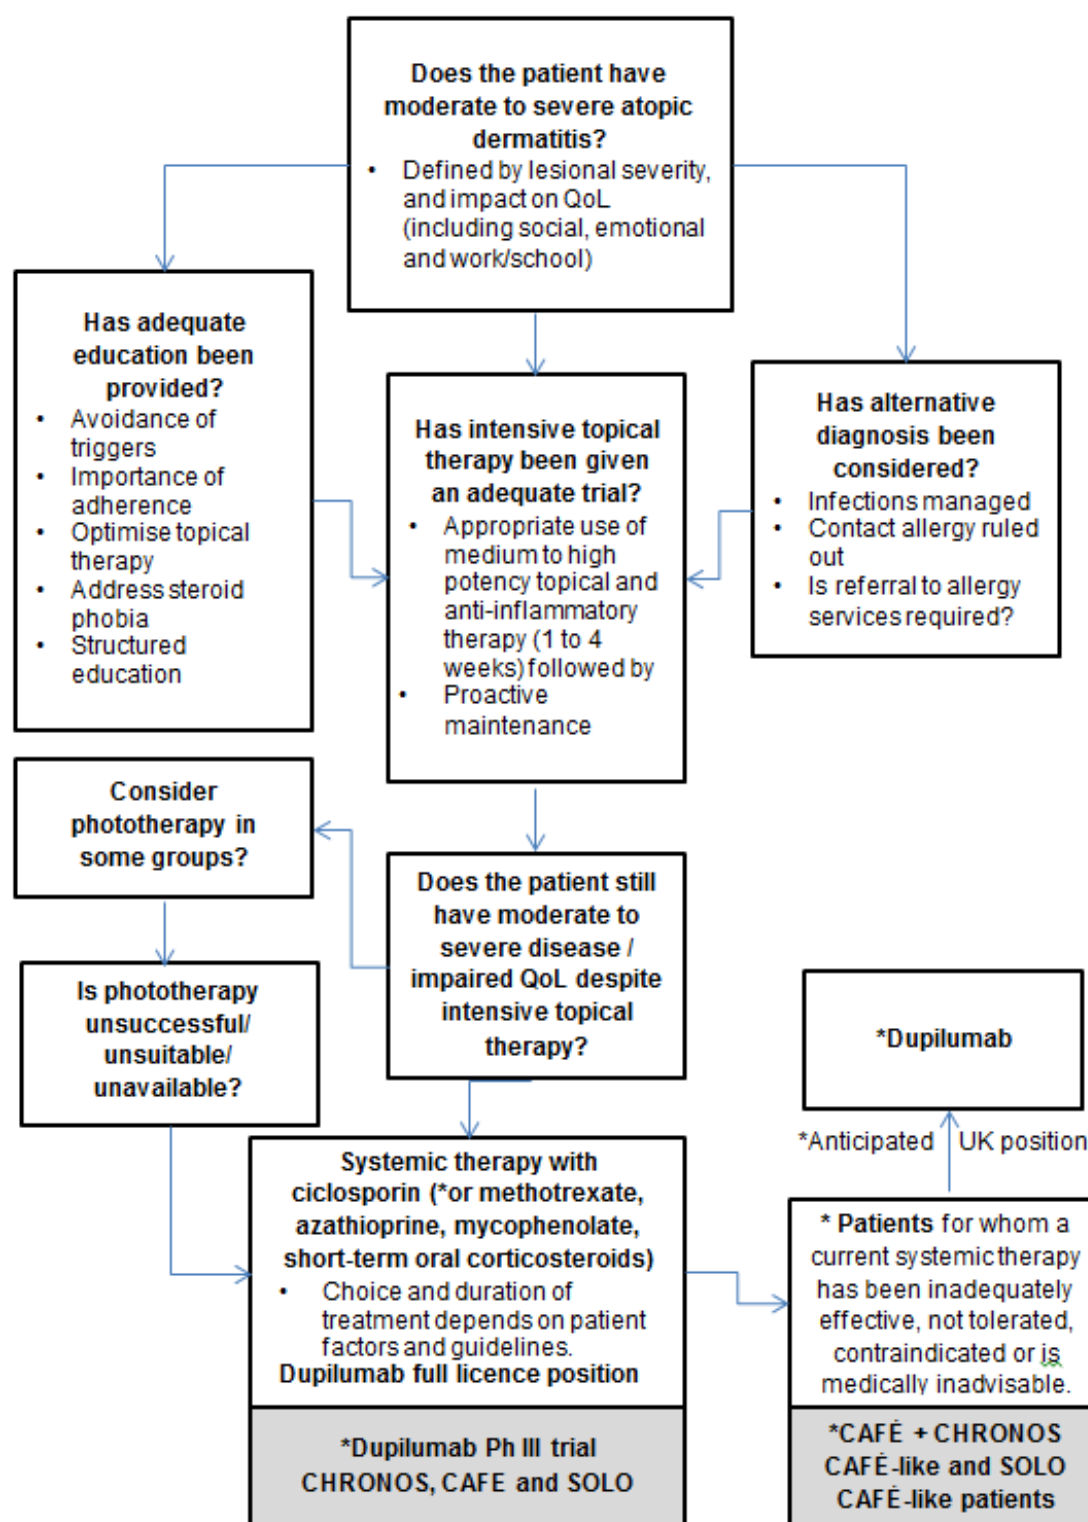 Does the patient have
moderate to severe atopic
dermatitis?
• Defined by lesional severity,
and impact on QoL
(including social, emotional
and work/school)
Has adequate
education been
provided?
• Avoidance of
triggers
• Importance of
adherence
• Optimise topical
therapy
• Address steroid
phobia
• Structured
education
Has intensive topical
therapy been given
an adequate trial?
• Appropriate use of
medium to high
potency topical and
anti-inflammatory
therapy (1 to 4
weeks) followed by
• Proactive
maintenance
Has alternative
diagnosis been
considered?
• Infections managed
• Contact allergy ruled
out
• Is referral to allergy
services required?
Consider
phototherapy in
some groups?
Does the patient still
have moderate to
severe disease /
impaired QoL despite
intensive topical
therapy?
Is phototherapy
unsuccessful/
unsuitable/
unavailable?
*Dupilumab
*Anticipated UK position
Systemic therapy with
ciclosporin (*or methotrexate,
azathioprine, mycophenolate,
short-term oral corticosteroids)
• Choice and duration of
treatment depends on patient
factors and guidelines.
Dupilumab full licence position
*Dupilumab Ph III trial
CHRONOS, CAFE and SOLO
* Patients for whom a
current systemic therapy
has been inadequately
effective, not tolerated,
contraindicated or is
medically inadvisable.
*CAFÉ + CHRONOS
CAFÉ-like and SOLO
CAFÉ-like patients